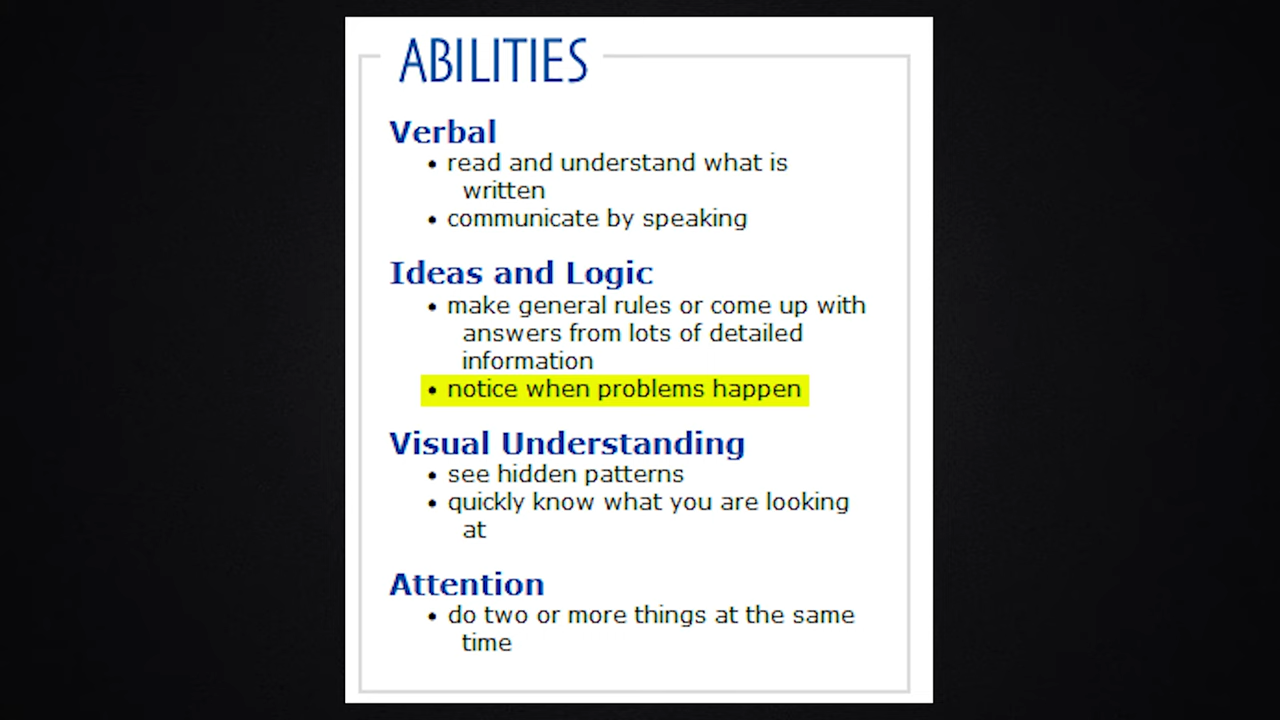 ABILITIES
Verbal
• read and understand what is
written
• communicate by speaking
Ideas and Logic
• make general rules or come up with
answers from lots of detailed
information
• notice when problems happen
Visual Understanding
• see hidden patterns
• quickly know what you are looking
at
Attention
• do two or more things at the same
time